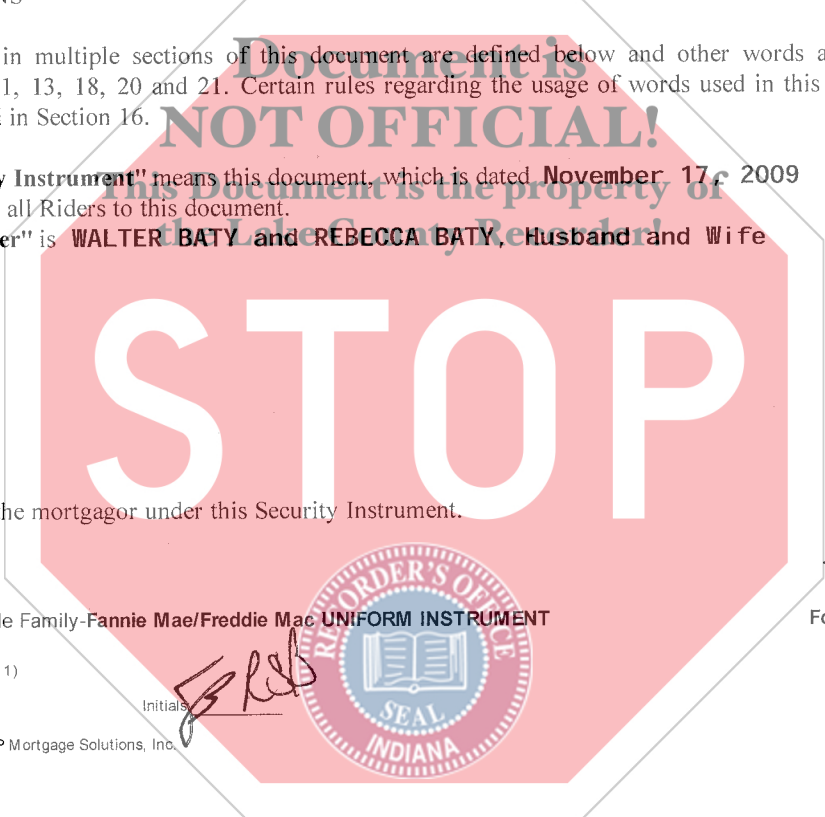 NS
in multiple sections of this document are defined below and other words a
1, 13, 18, 20 and 21. Certain rules regarding the usage of words used in this
in Section 16.
Document is
NOT OFFICIAL!
This Document is the property of
the Lake County Recorder!
y Instrument" means this document, which is dated November 17, 2009
all Riders to this document.
er" is WALTER BATY and REBECCA BATY, Husband and Wife
STOP
he mortgagor under this Security Instrument.
le Family-Fannie Mae/Freddie Mac UNIFORM INSTRUMENT
Fo
1)
Initials
P Mortgage Solutions, Inc.
RECORDER'S OFFICE
SEAL
INDIANA